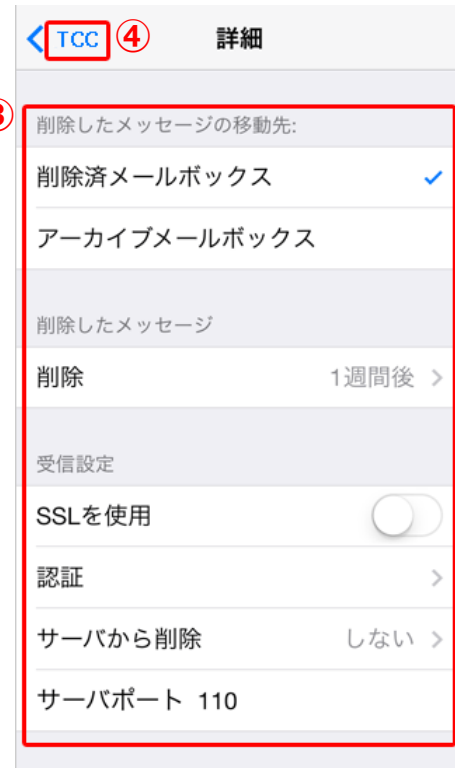 TCC ④ 詳細
③
削除したメッセージの移動先:
削除済メールボックス
アーカイブメールボックス
削除したメッセージ
削除 1週間後
受信設定
SSLを使用
認証
サーバから削除 しない
サーバポート 110